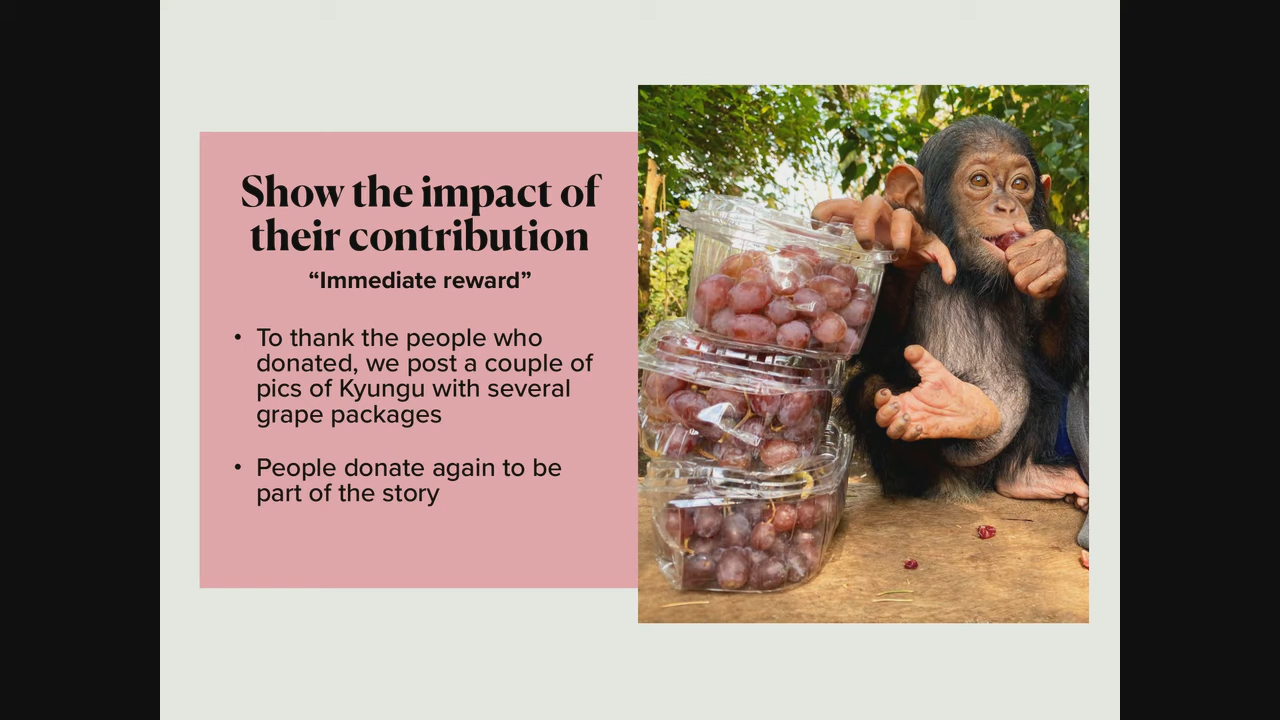 Show the impact of
their contribution
“Immediate reward”
• To thank the people who
donated, we post a couple of
pics of Kyungu with several
grape packages
• People donate again to be
part of the story